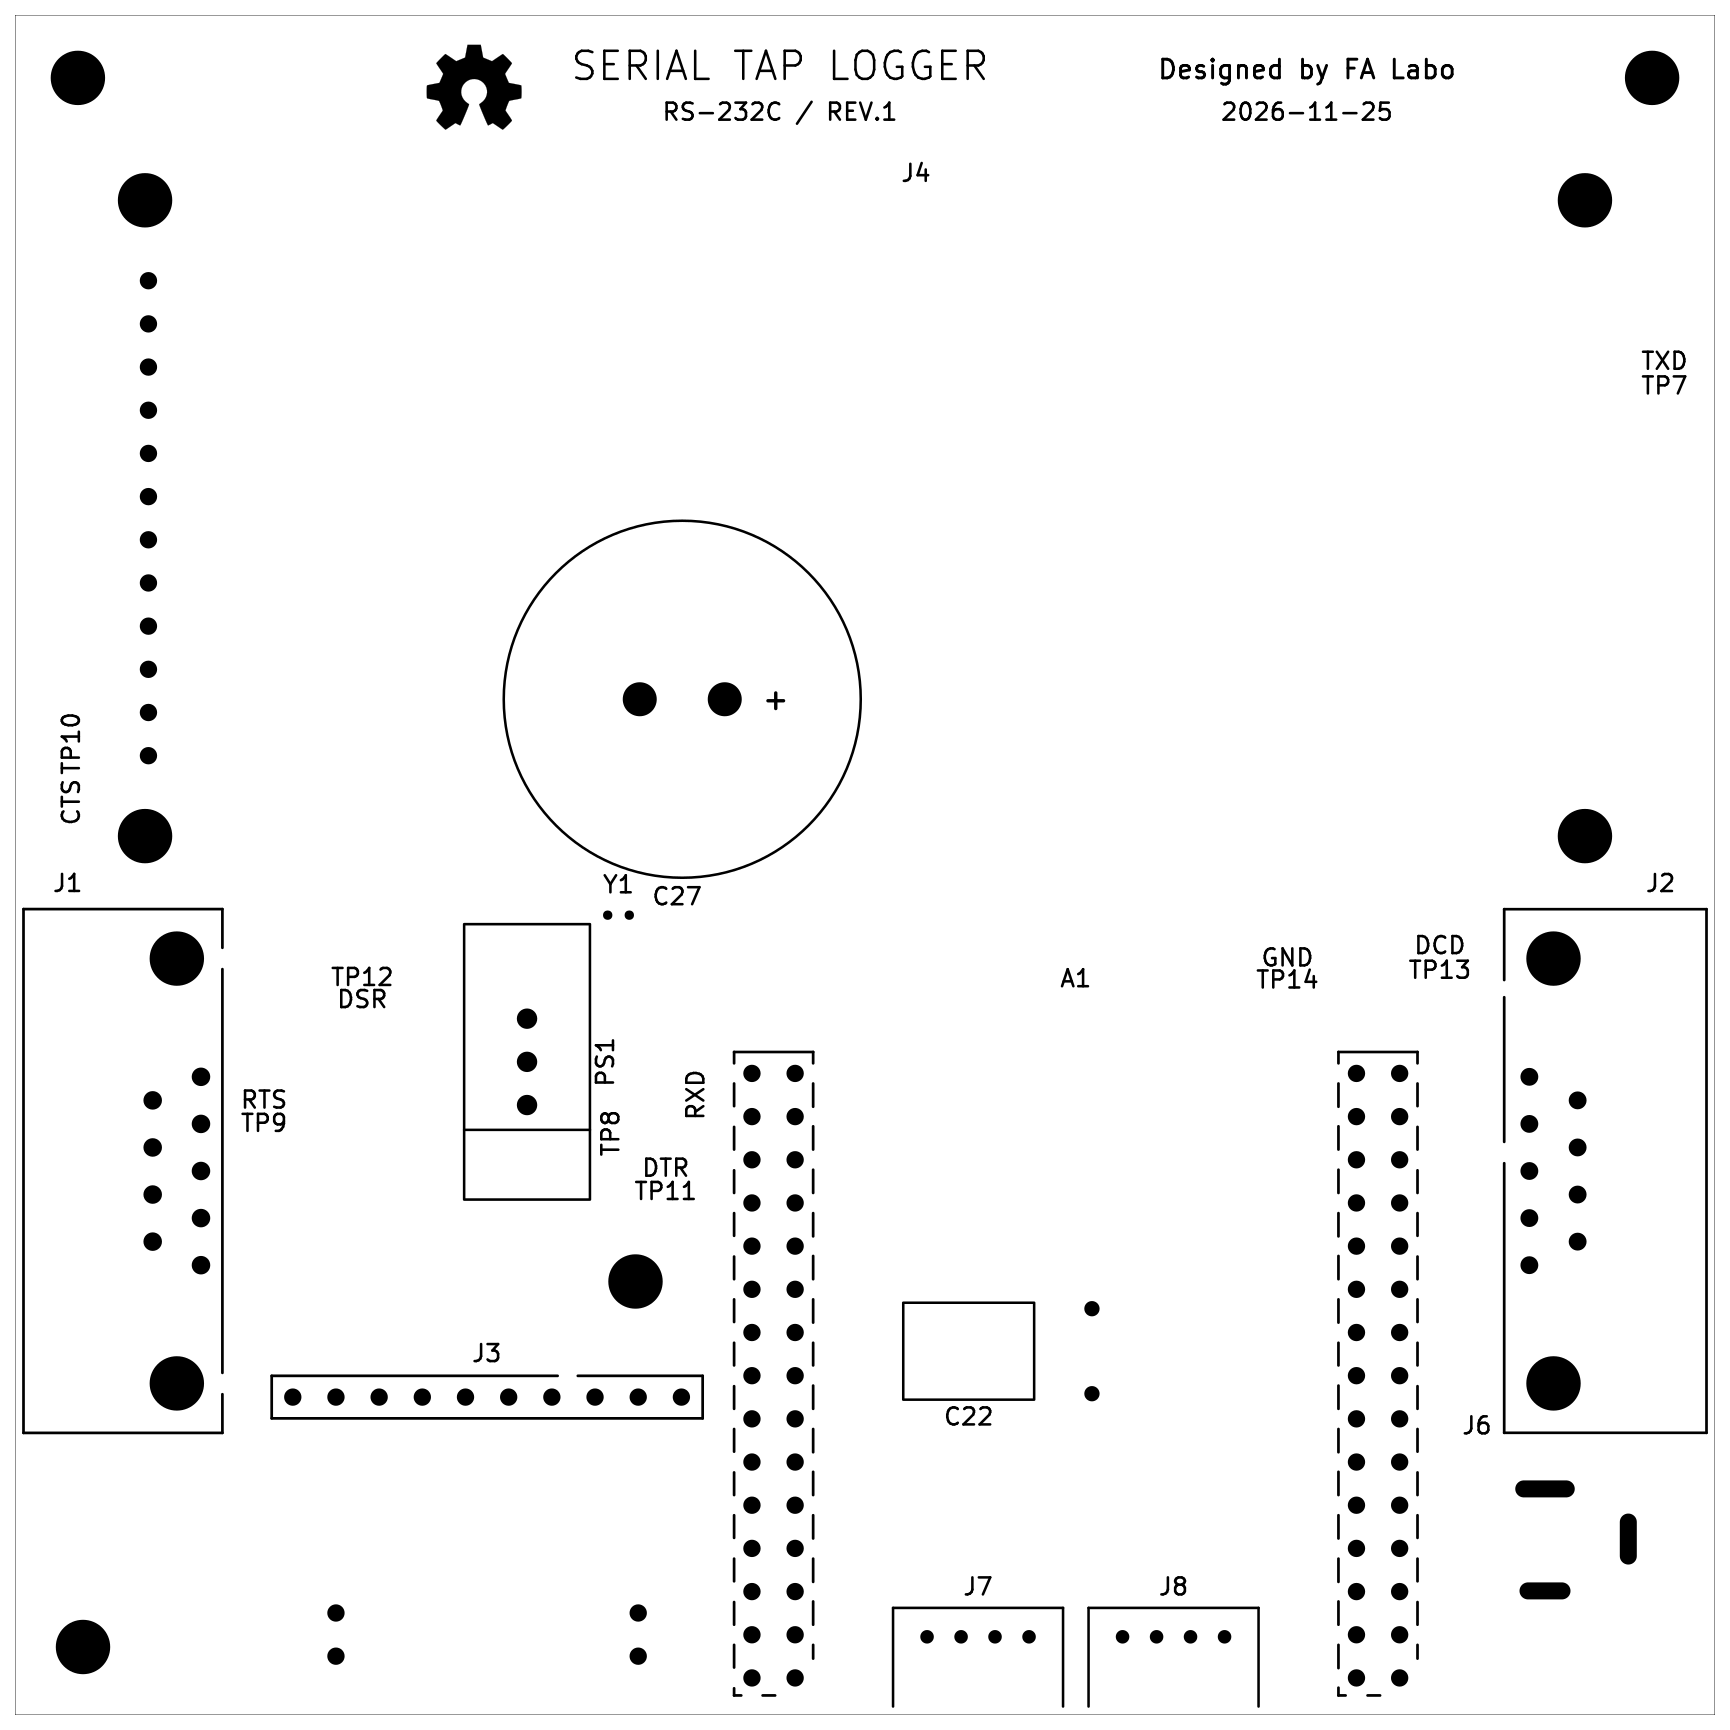 SERIAL TAP LOGGER
Designed by FA Labo
RS-232C / REV.1
2026-11-25
J4
TXD
TP7
TP10
CTS
+
J1
Y1
C27
J2
TP12
DSR
A1
GND
TP14
DCD
TP13
PS1
RXD
RTS
TP9
TP8
DTR
TP11
J3
C22
J6
J7
J8